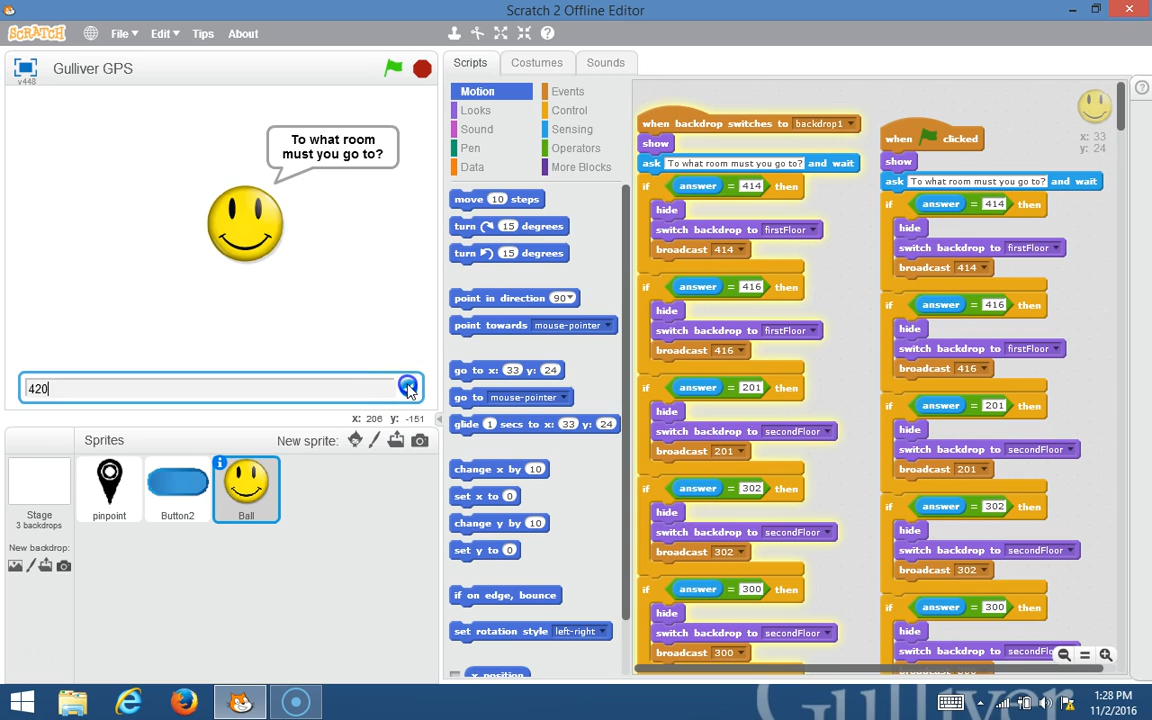 Scratch 2 Offline Editor
SCRATCH File Edit Tips About
v448
Gulliver GPS
To what room
must you go to?
420
x: 206 y: -151
Sprites
New sprite:
Stage
3 backdrops
New backdrop:
pinpoint
Button2
Ball
Scripts Costumes Sounds
Motion
Looks
Sound
Pen
Data
Events
Control
Sensing
Operators
More Blocks
move 10 steps
turn 15 degrees
turn 15 degrees
point in direction 90
point towards mouse-pointer
go to x: 33 y: 24
go to mouse-pointer
glide 1 secs to x: 33 y: 24
change x by 10
set x to 0
change y by 10
set y to 0
if on edge, bounce
set rotation style left-right
x position
when backdrop switches to backdrop1
show
ask To what room must you go to? and wait
if answer = 414 then
hide
switch backdrop to firstFloor
broadcast 414
if answer = 416 then
hide
switch backdrop to firstFloor
broadcast 416
if answer = 201 then
hide
switch backdrop to secondFloor
broadcast 201
if answer = 302 then
hide
switch backdrop to secondFloor
broadcast 302
if answer = 300 then
hide
switch backdrop to secondFloor
broadcast 300
when clicked
show
ask To what room must you go to? and wait
if answer = 414 then
hide
switch backdrop to firstFloor
broadcast 414
if answer = 416 then
hide
switch backdrop to firstFloor
broadcast 416
if answer = 201 then
hide
switch backdrop to secondFloor
broadcast 201
if answer = 302 then
hide
switch backdrop to secondFloor
broadcast 302
if answer = 300 then
hide
switch backdrop to secondFloor
x: 33
y: 24
Gulliver
1:28 PM
11/2/2016